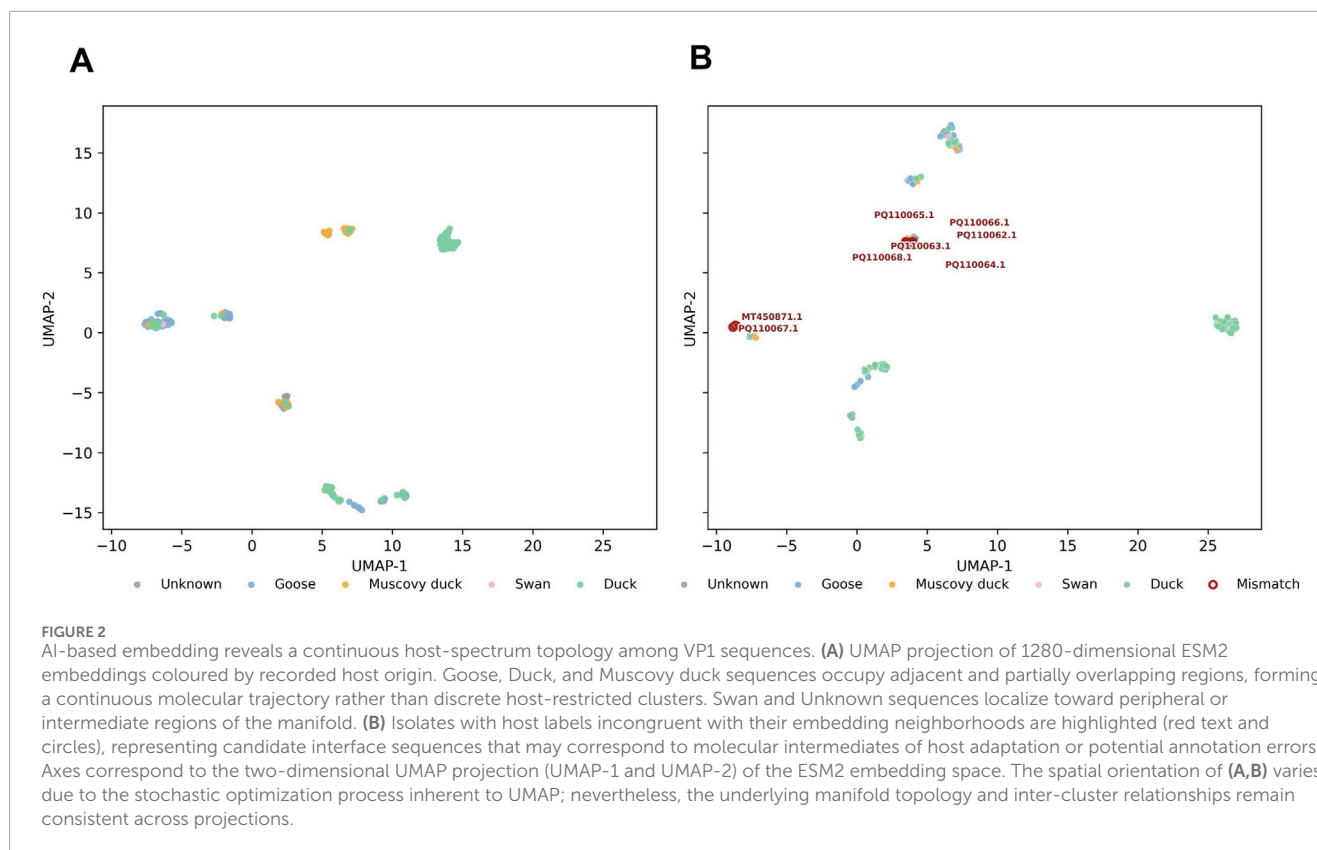 A
B
15
10
5
0
−5
−10
−15
UMAP-2
−10 −5 0 5 10 15 20 25
UMAP-1
15
10
5
0
−5
−10
−15
UMAP-2
PQ110065.1
PQ110066.1
PQ110062.1
PQ110063.1
PQ110068.1
PQ110064.1
MT450871.1
PQ110067.1
−10 −5 0 5 10 15 20 25
UMAP-1
Unknown Goose Muscovy duck Swan Duck
Unknown Goose Muscovy duck Swan Duck Mismatch
FIGURE 2
AI-based embedding reveals a continuous host-spectrum topology among VP1 sequences. (A) UMAP projection of 1280-dimensional ESM2
embeddings coloured by recorded host origin. Goose, Duck, and Muscovy duck sequences occupy adjacent and partially overlapping regions, forming
a continuous molecular trajectory rather than discrete host-restricted clusters. Swan and Unknown sequences localize toward peripheral or
intermediate regions of the manifold. (B) Isolates with host labels incongruent with their embedding neighborhoods are highlighted (red text and
circles), representing candidate interface sequences that may correspond to molecular intermediates of host adaptation or potential annotation errors
Axes correspond to the two-dimensional UMAP projection (UMAP-1 and UMAP-2) of the ESM2 embedding space. The spatial orientation of (A,B) varies
due to the stochastic optimization process inherent to UMAP; nevertheless, the underlying manifold topology and inter-cluster relationships remain
consistent across projections.